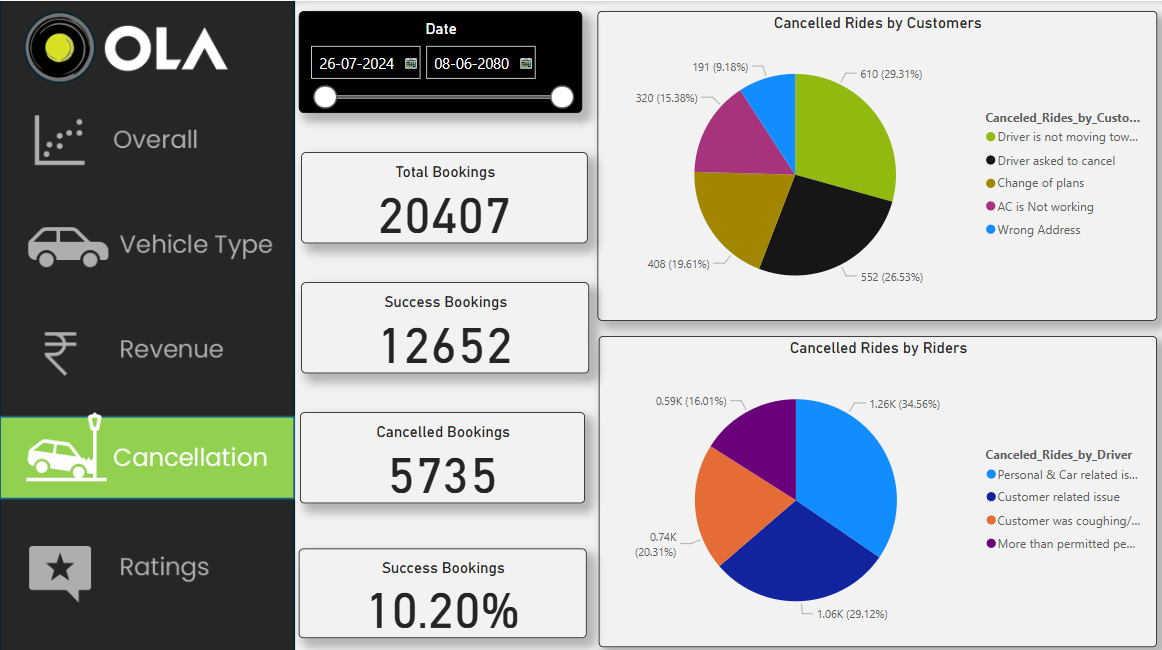 OLA
Overall
Vehicle Type
Revenue
Cancellation
Ratings
Date
26-07-2024
08-06-2080
Total Bookings
20407
Success Bookings
12652
Cancelled Bookings
5735
Success Bookings
10.20%
Cancelled Rides by Customers
191 (9.18%)
610 (29.31%)
320 (15.38%)
408 (19.61%)
552 (26.53%)
Canceled_Rides_by_Custo...
Driver is not moving tow...
Driver asked to cancel
Change of plans
AC is Not working
Wrong Address
Cancelled Rides by Riders
0.59K (16.01%)
1.26K (34.56%)
0.74K
(20.31%)
1.06K (29.12%)
Canceled_Rides_by_Driver
Personal & Car related is...
Customer related issue
Customer was coughing/...
More than permitted pe...